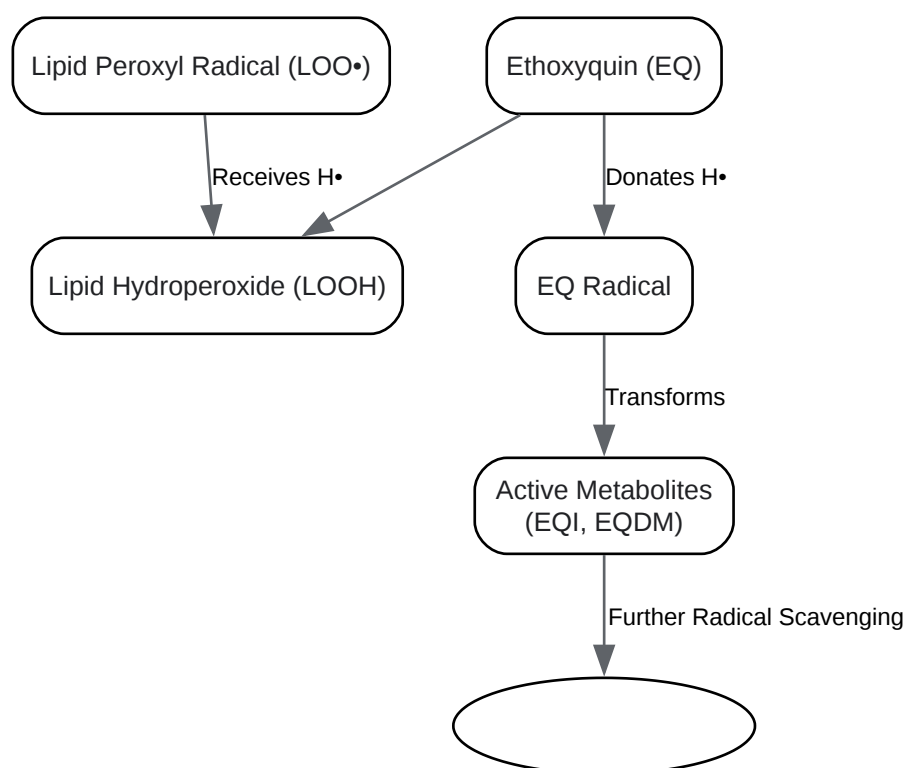 Lipid Peroxyl Radical (LOO•)
Ethoxyquin (EQ)
Receives H•
Donates H•
Lipid Hydroperoxide (LOOH)
EQ Radical
Transforms
Active Metabolites
(EQI, EQDM)
Further Radical Scavenging